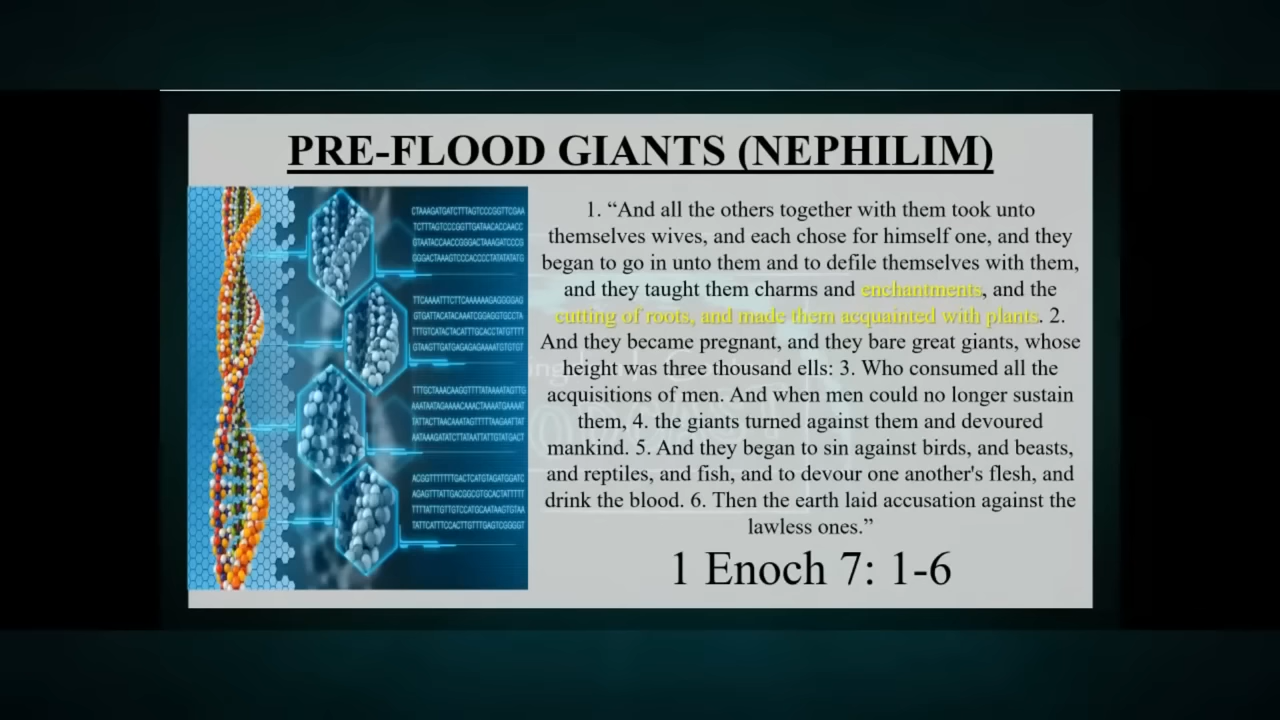 PRE-FLOOD GIANTS (NEPHILIM)
1. “And all the others together with them took unto
themselves wives, and each chose for himself one, and they
began to go in unto them and to defile themselves with them,
and they taught them charms and enchantments, and the
cutting of roots, and made them acquainted with plants. 2.
And they became pregnant, and they bare great giants, whose
height was three thousand ells: 3. Who consumed all the
acquisitions of men. And when men could no longer sustain
them, 4. the giants turned against them and devoured
mankind. 5. And they began to sin against birds, and beasts,
and reptiles, and fish, and to devour one another's flesh, and
drink the blood. 6. Then the earth laid accusation against the
lawless ones.”
1 Enoch 7: 1-6